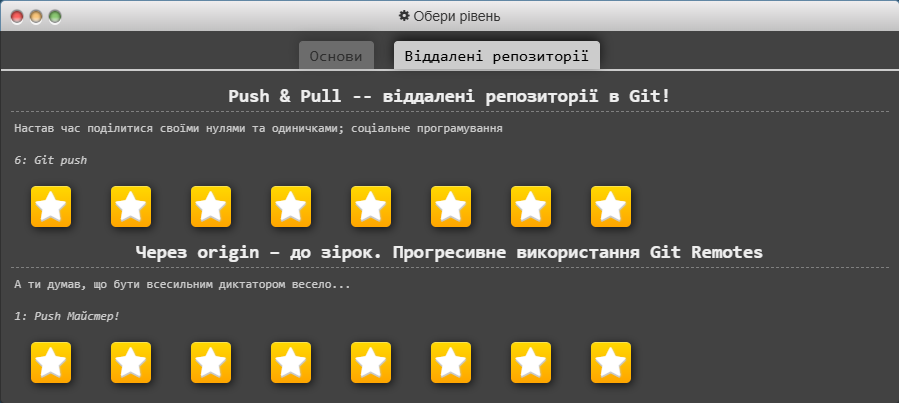 Обери рівень
Основи Віддалені репозиторії
Push & Pull -- віддалені репозиторії в Git!
Настав час поділитися своїми нулями та одиничками; соціальне програмування
6: Git push
Через origin – до зірок. Прогресивне використання Git Remotes
А ти думав, що бути всесильним диктатором весело...
1: Push Майстер!